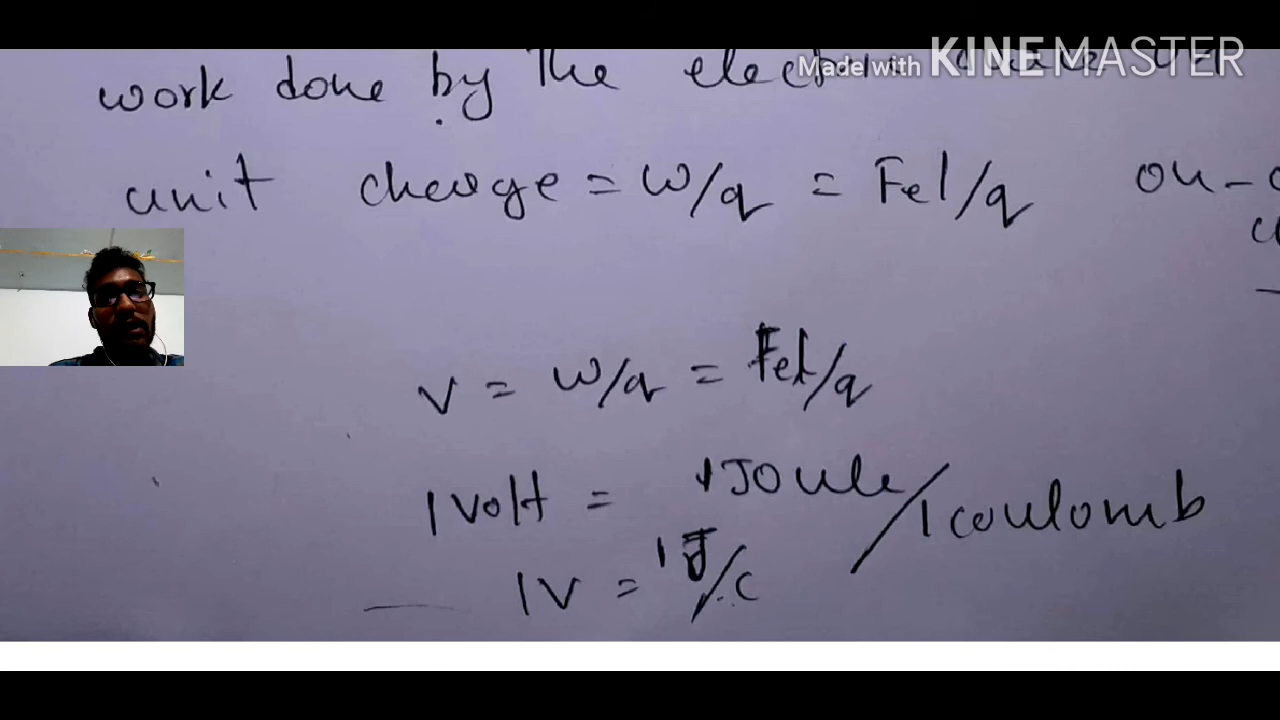 Made with KINEMASTER
work done by the
unit charge = W/q = Fel/q on-
V = W/q = Fel/q
1 Volt = 1 Joule/1 coulomb
1V = 1J/C